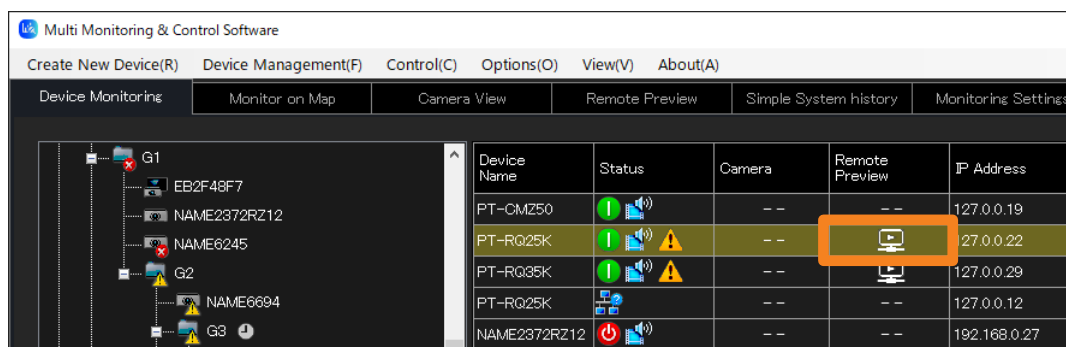 Multi Monitoring & Control Software
Create New Device(R) Device Management(F) Control(C) Options(O) View(V) About(A)
Device Monitoring Monitor on Map Camera View Remote Preview Simple System history Monitoring Settings
G1
EB2F48F7
NAME2372RZ12
NAME6245
G2
NAME6694
G3
Device Name Status Camera Remote Preview IP Address
PT-CMZ50 -- -- 127.0.0.19
PT-RQ25K -- 127.0.0.22
PT-RQ35K -- 127.0.0.29
PT-RQ25K -- -- 127.0.0.12
NAME2372RZ12 -- -- 192.168.0.27